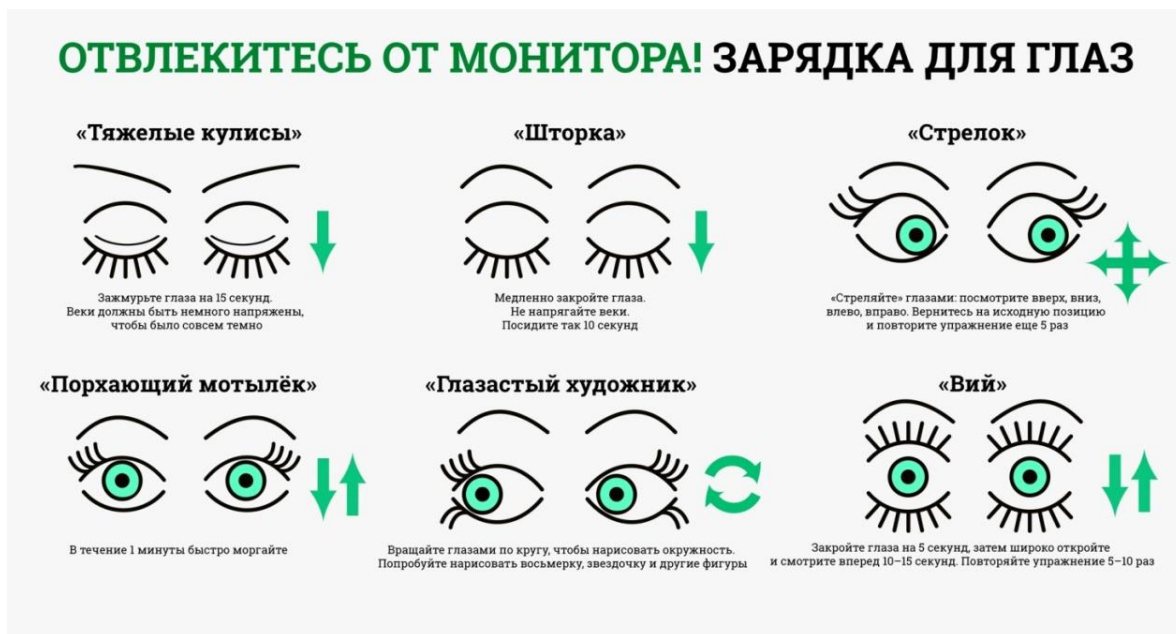 ОТВЛЕКИТЕСЬ ОТ МОНИТОРА! ЗАРЯДКА ДЛЯ ГЛАЗ
«Тяжелые кулисы»
Зажмурьте глаза на 15 секунд.
Веки должны быть немного напряжены,
чтобы было совсем темно
«Шторка»
Медленно закройте глаза.
Не напрягайте веки.
Посидите так 10 секунд
«Стрелок»
«Стреляйте» глазами: посмотрите вверх, вниз,
влево, вправо. Вернитесь на исходную позицию
и повторите упражнение еще 5 раз
«Порхающий мотылёк»
В течение 1 минуты быстро моргайте
«Глазастый художник»
Вращайте глазами по кругу, чтобы нарисовать окружность.
Попробуйте нарисовать восьмерку, звездочку и другие фигуры
«Вий»
Закройте глаза на 5 секунд, затем широко откройте
и смотрите вперед 10–15 секунд. Повторяйте упражнение 5–10 раз